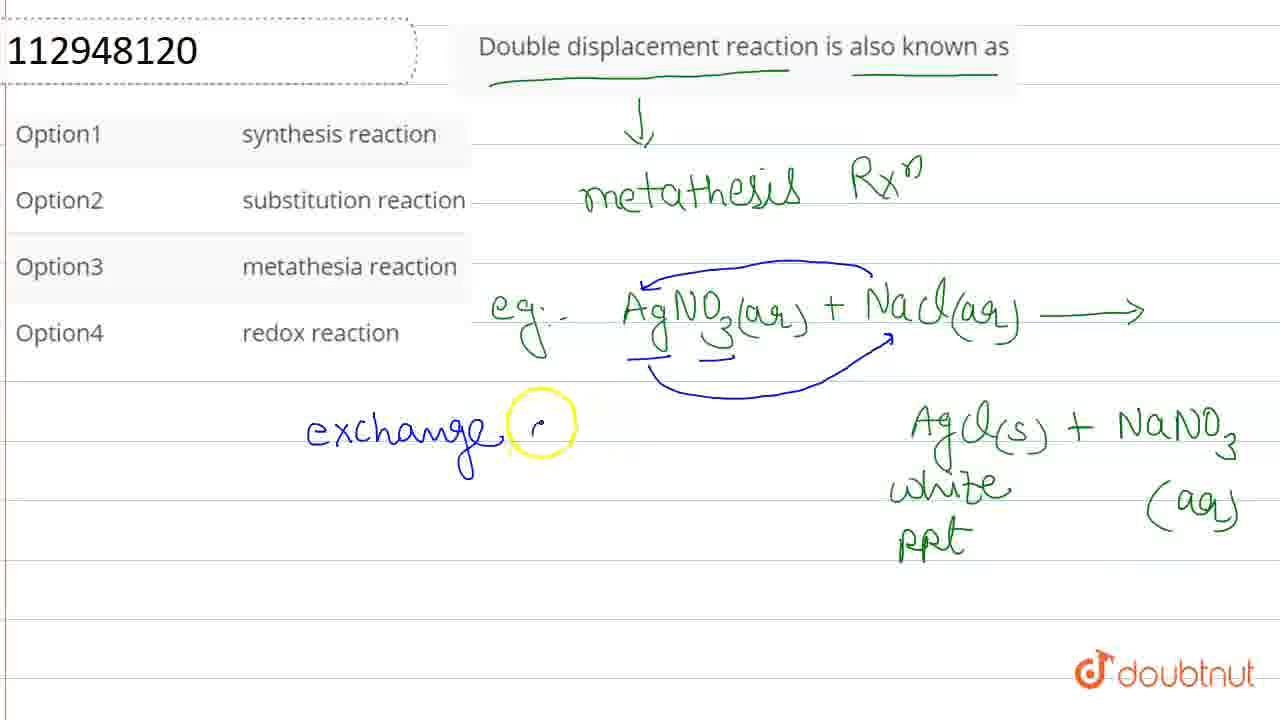 112948120
Double displacement reaction is also known as
Option1 synthesis reaction
Option2 substitution reaction
Option3 metathesia reaction
Option4 redox reaction
metathesis Rxn
eg:- AgNO3(aq) + NaCl(aq) ⟶
AgCl(s) + NaNO3
white (aq)
ppt
exchange
doubtnut